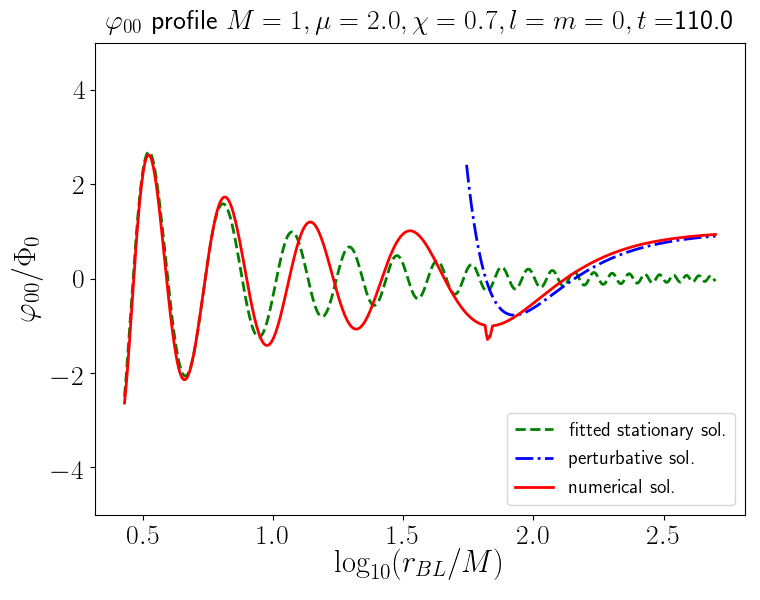 φ₀₀ profile M = 1, μ = 2.0, χ = 0.7, l = m = 0, t =110.0
φ₀₀/Φ₀
4
2
0
−2
−4
fitted stationary sol.
perturbative sol.
numerical sol.
0.5 1.0 1.5 2.0 2.5
log₁₀(r_BL/M)